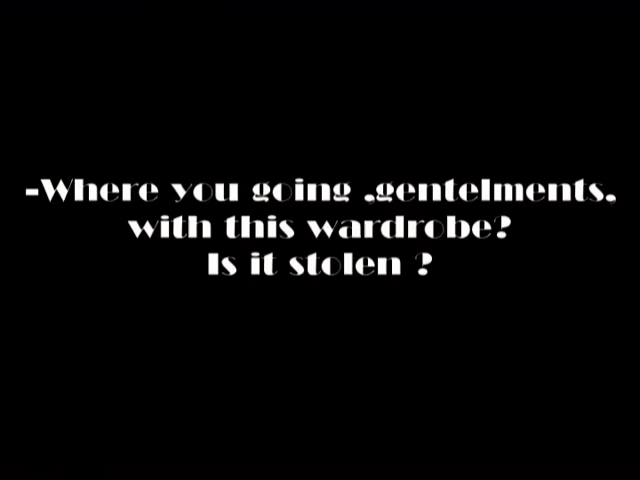 -Where you going ,gentelments,
with this wardrobe?
Is it stolen ?